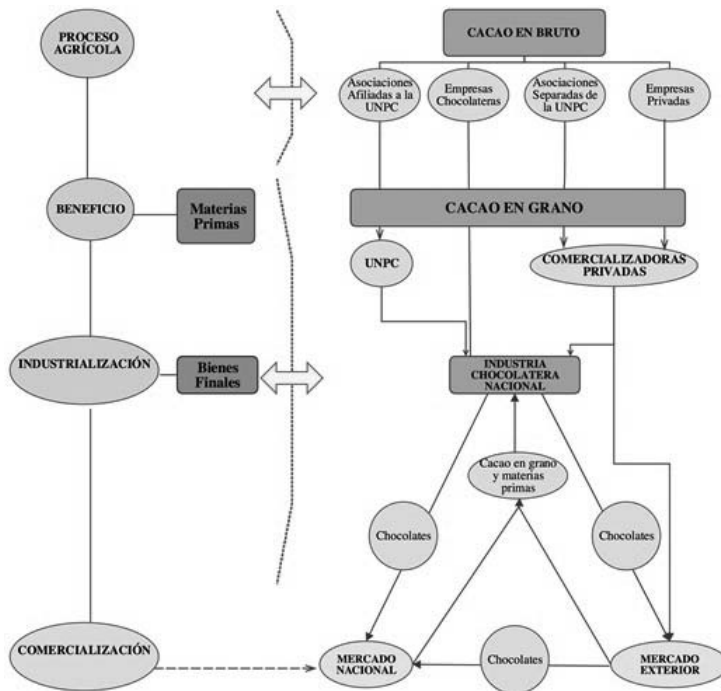 PROCESO
AGRÍCOLA
BENEFICIO
Materias
Primas
INDUSTRIALIZACIÓN
Bienes
Finales
COMERCIALIZACIÓN
CACAO EN BRUTO
Asociaciones
Afiliadas a la
UNPC
Empresas
Chocolateras
Asociaciones
Separadas de
la UNPC
Empresas
Privadas
CACAO EN GRANO
UNPC
COMERCIALIZADORAS
PRIVADAS
INDUSTRIA
CHOCOLATERA
NACIONAL
Cacao en grano
y materias
primas
Chocolates
Chocolates
MERCADO
NACIONAL
Chocolates
MERCADO
EXTERIOR